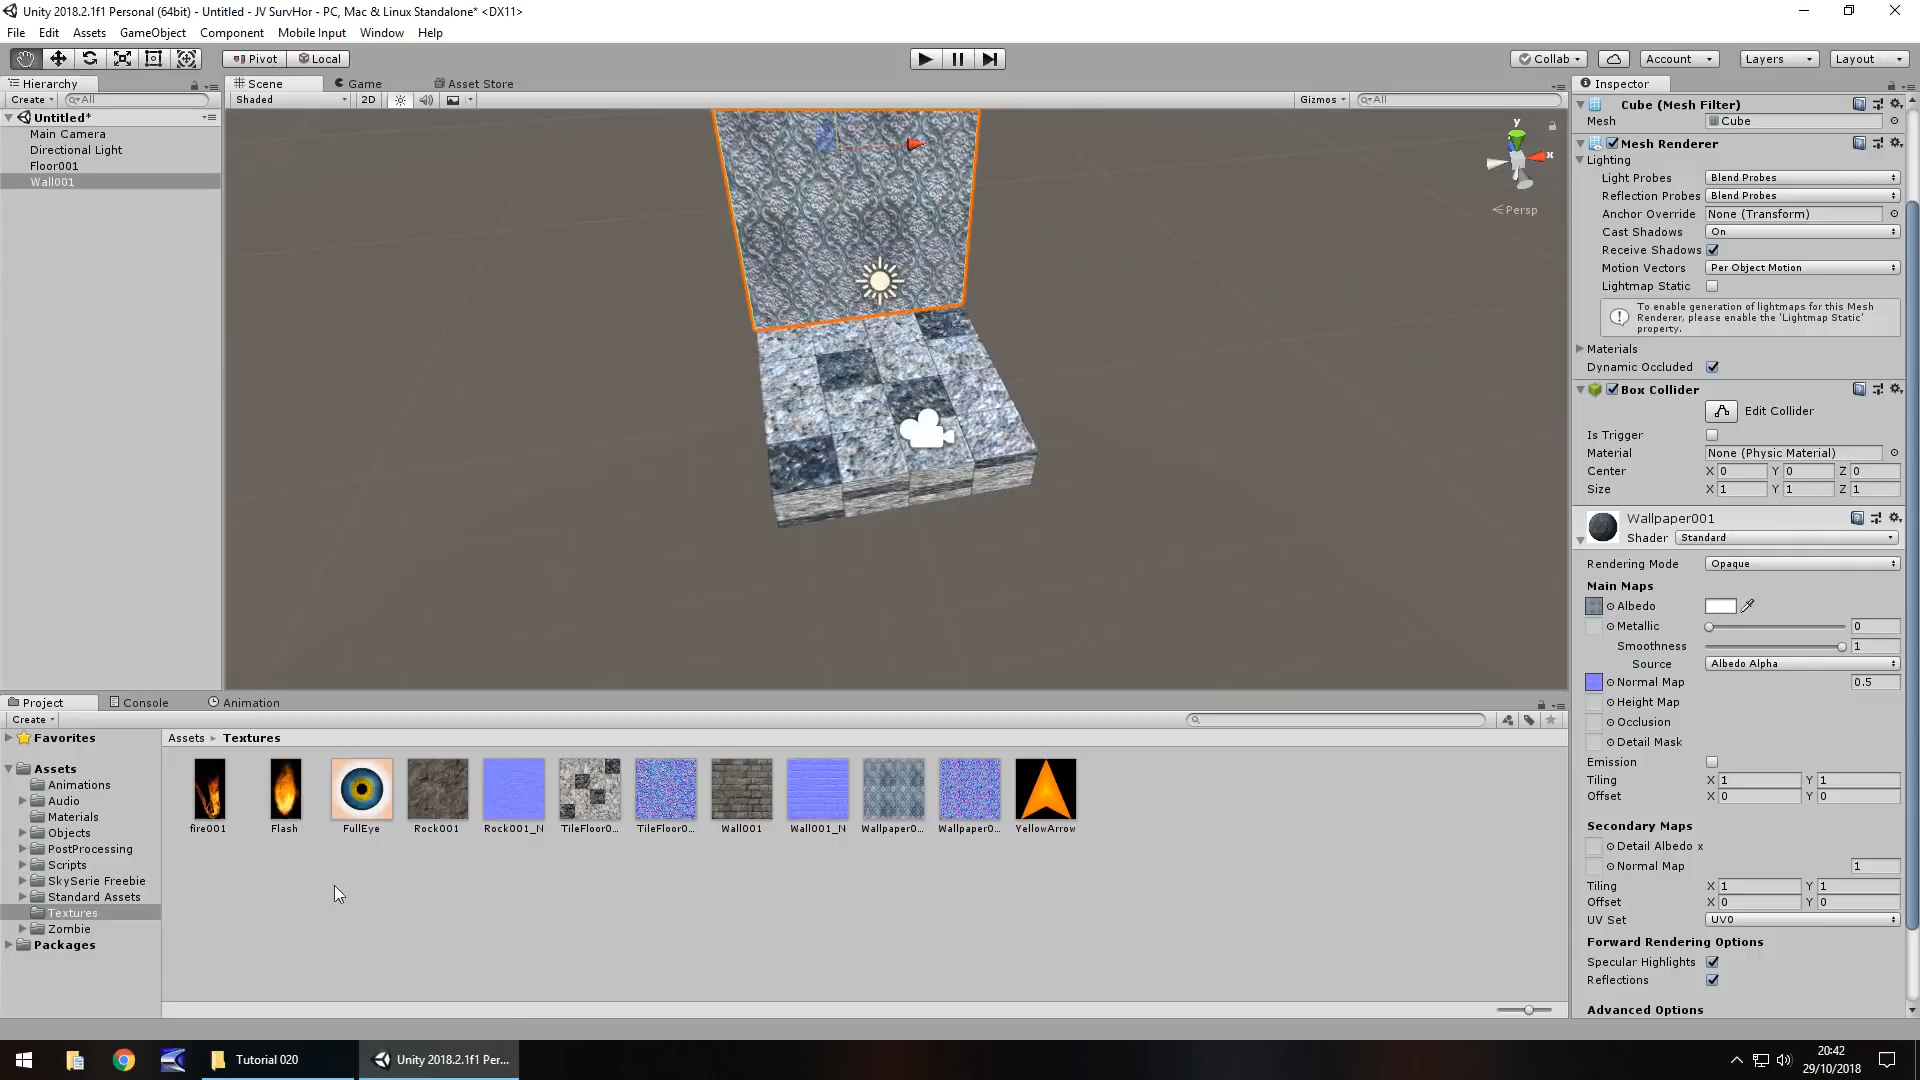 Unity 2018.2.1f1 Personal (64bit) - Untitled - JV SurvHor - PC, Mac & Linux Standalone* <DX11>
File Edit Assets GameObject Component Mobile Input Window Help
Pivot Local Collab Account Layers Layout
Hierarchy
Create All
Untitled*
Main Camera
Directional Light
Floor001
Wall001
Scene Game Asset Store
Shaded 2D Gizmos All
y
x
Persp
Inspector
Cube (Mesh Filter)
Mesh Cube
Mesh Renderer
Lighting
Light Probes Blend Probes
Reflection Probes Blend Probes
Anchor Override None (Transform)
Cast Shadows On
Receive Shadows
Motion Vectors Per Object Motion
Lightmap Static
To enable generation of lightmaps for this Mesh
Renderer, please enable the 'Lightmap Static'
property.
Materials
Dynamic Occluded
Box Collider
Edit Collider
Is Trigger
Material None (Physic Material)
Center X 0 Y 0 Z 0
Size X 1 Y 1 Z 1
Wallpaper001
Shader Standard
Rendering Mode Opaque
Main Maps
Albedo
Metallic 0
Smoothness 1
Source Albedo Alpha
Normal Map 0.5
Height Map
Occlusion
Detail Mask
Emission
Tiling X 1 Y 1
Offset X 0 Y 0
Secondary Maps
Detail Albedo x
Normal Map 1
Tiling X 1 Y 1
Offset X 0 Y 0
UV Set UV0
Forward Rendering Options
Specular Highlights
Reflections
Advanced Options
Project Console Animation
Create
Favorites
Assets
Animations
Audio
Materials
Objects
PostProcessing
Scripts
SkySerie Freebie
Standard Assets
Textures
Zombie
Packages
Assets Textures
fire001 Flash FullEye Rock001 Rock001_N TileFloor0... TileFloor0... Wall001 Wall001_N Wallpaper0... Wallpaper0... YellowArrow
Tutorial 020
Unity 2018.2.1f1 Per...
20:42
29/10/2018